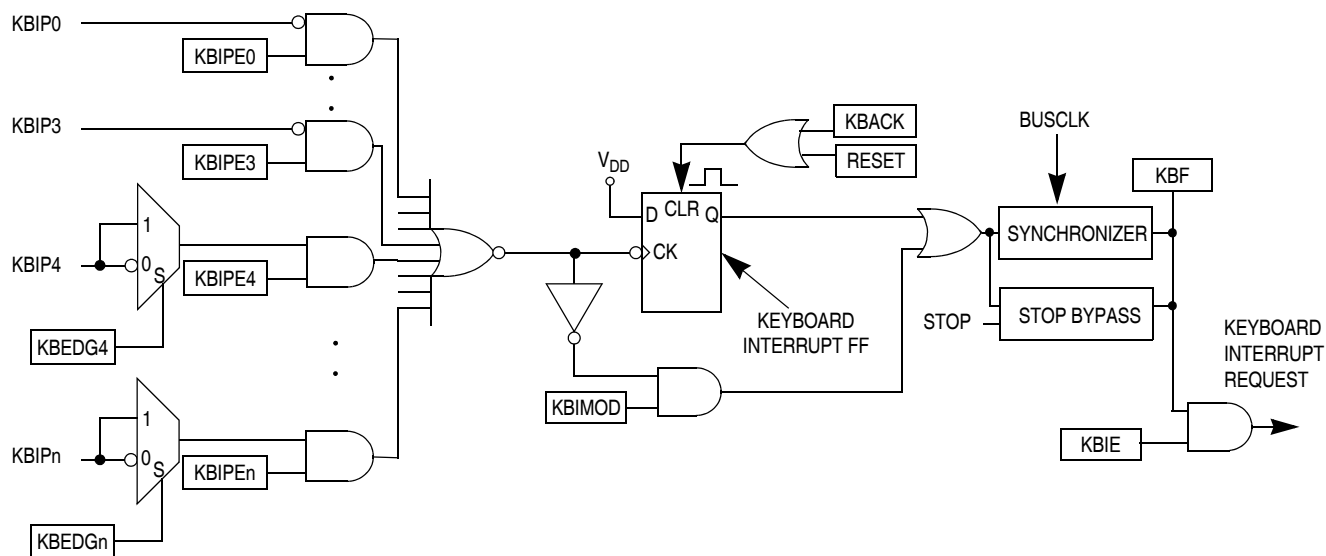 KBIP0
KBIPE0
KBIP3
KBIPE3
KBACK
RESET
BUSCLK
VDD
KBF
D CLR Q
CK
SYNCHRONIZER
1
0
S
KBIP4
KBIPE4
KBEDG4
KEYBOARD
INTERRUPT FF
STOP
STOP BYPASS
KEYBOARD
INTERRUPT
REQUEST
KBIMOD
1
0
S
KBIPn
KBIPEn
KBIE
KBEDGn